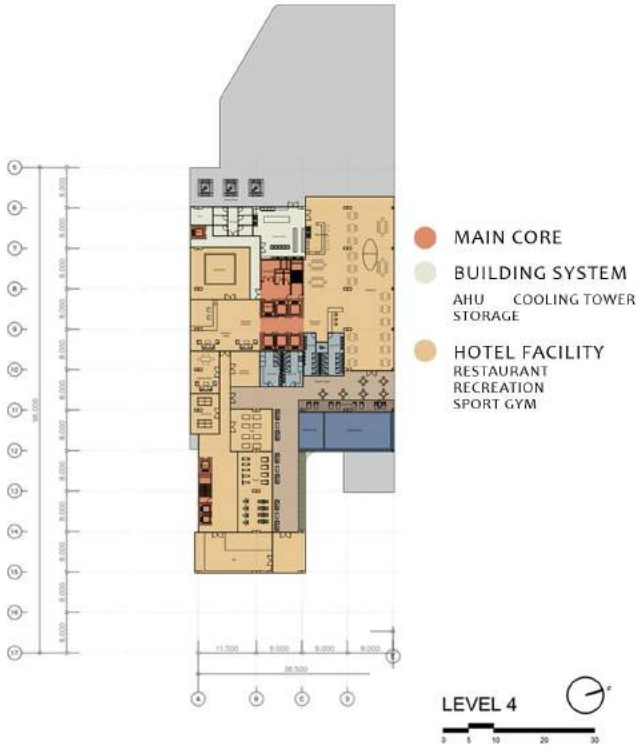 5
6
7
8
9
10
11
12
13
14
15
16
17
8.000
8.000
8.000
8.000
8.000
8.000
8.000
8.000
8.000
8.000
8.000
8.000
96.000
MAIN CORE
BUILDING SYSTEM
AHU COOLING TOWER
STORAGE
HOTEL FACILITY
RESTAURANT
RECREATION
SPORT GYM
11.500 9.000 9.000 9.000
38.500
A B C D E
LEVEL 4
0 5 10 20 30